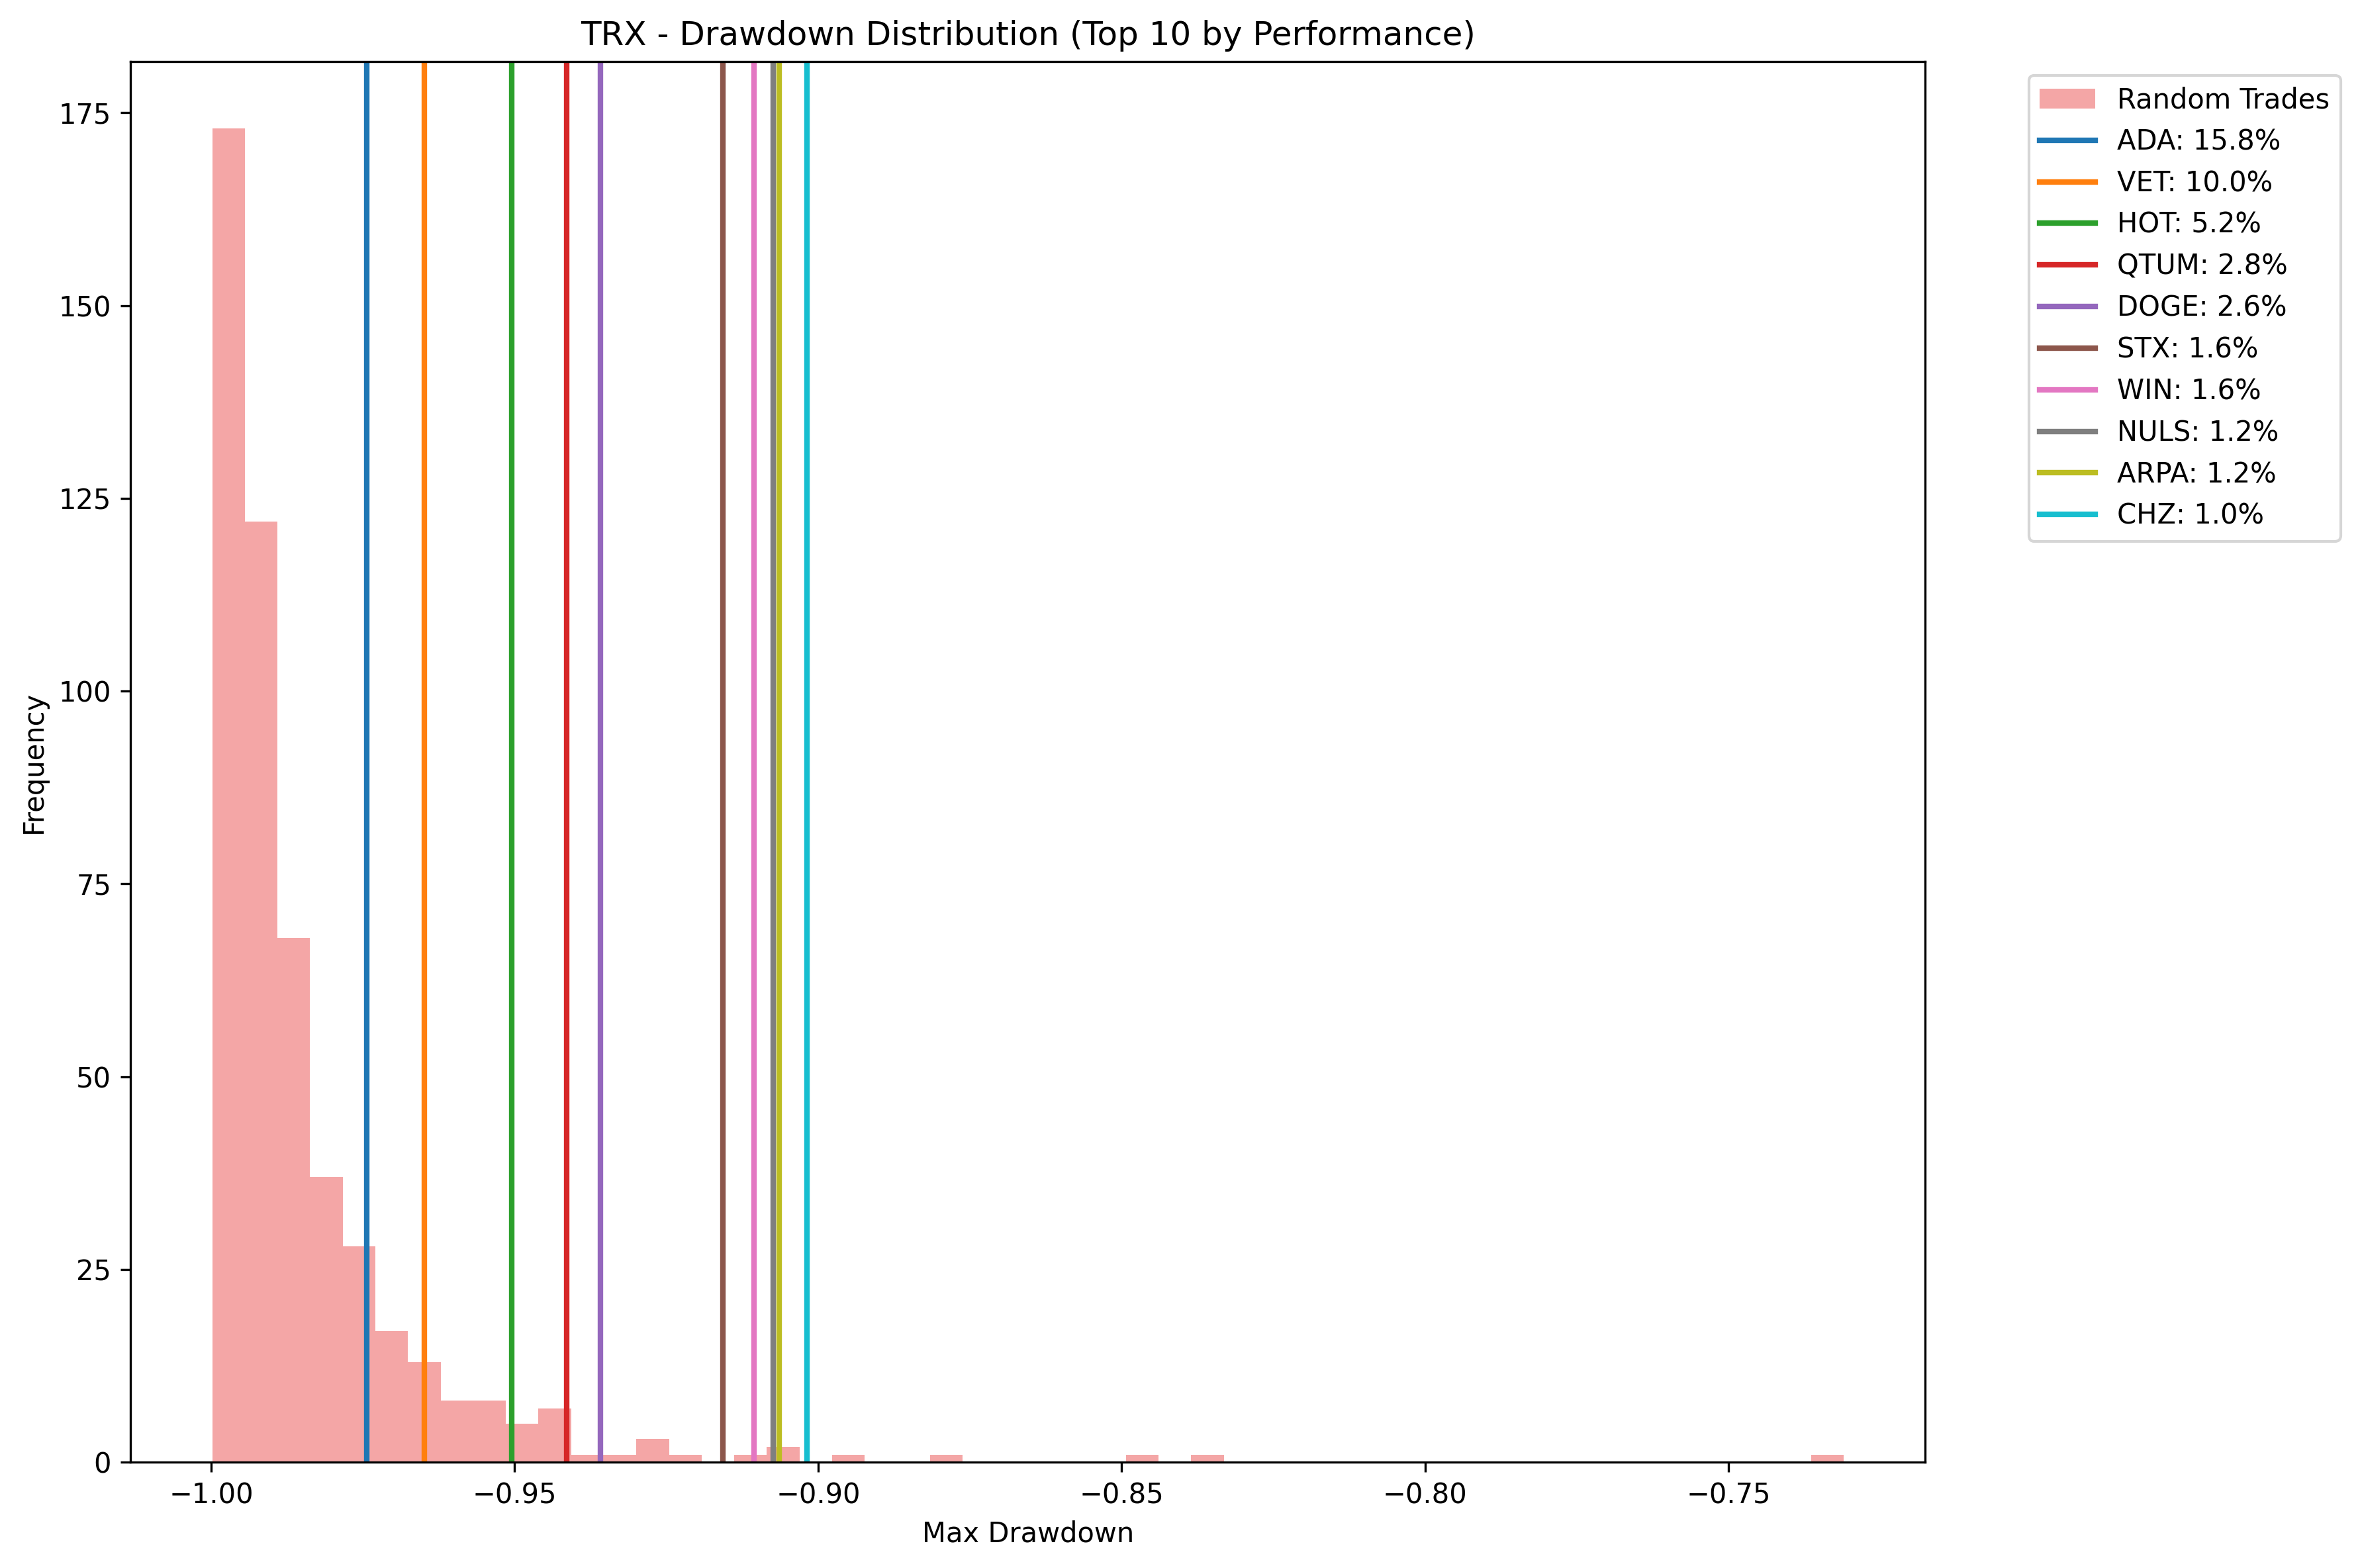 TRX - Drawdown Distribution (Top 10 by Performance)
Frequency
175
150
125
100
75
50
25
0
−1.00
−0.95
−0.90
−0.85
−0.80
−0.75
Max Drawdown
Random Trades
ADA: 15.8%
VET: 10.0%
HOT: 5.2%
QTUM: 2.8%
DOGE: 2.6%
STX: 1.6%
WIN: 1.6%
NULS: 1.2%
ARPA: 1.2%
CHZ: 1.0%